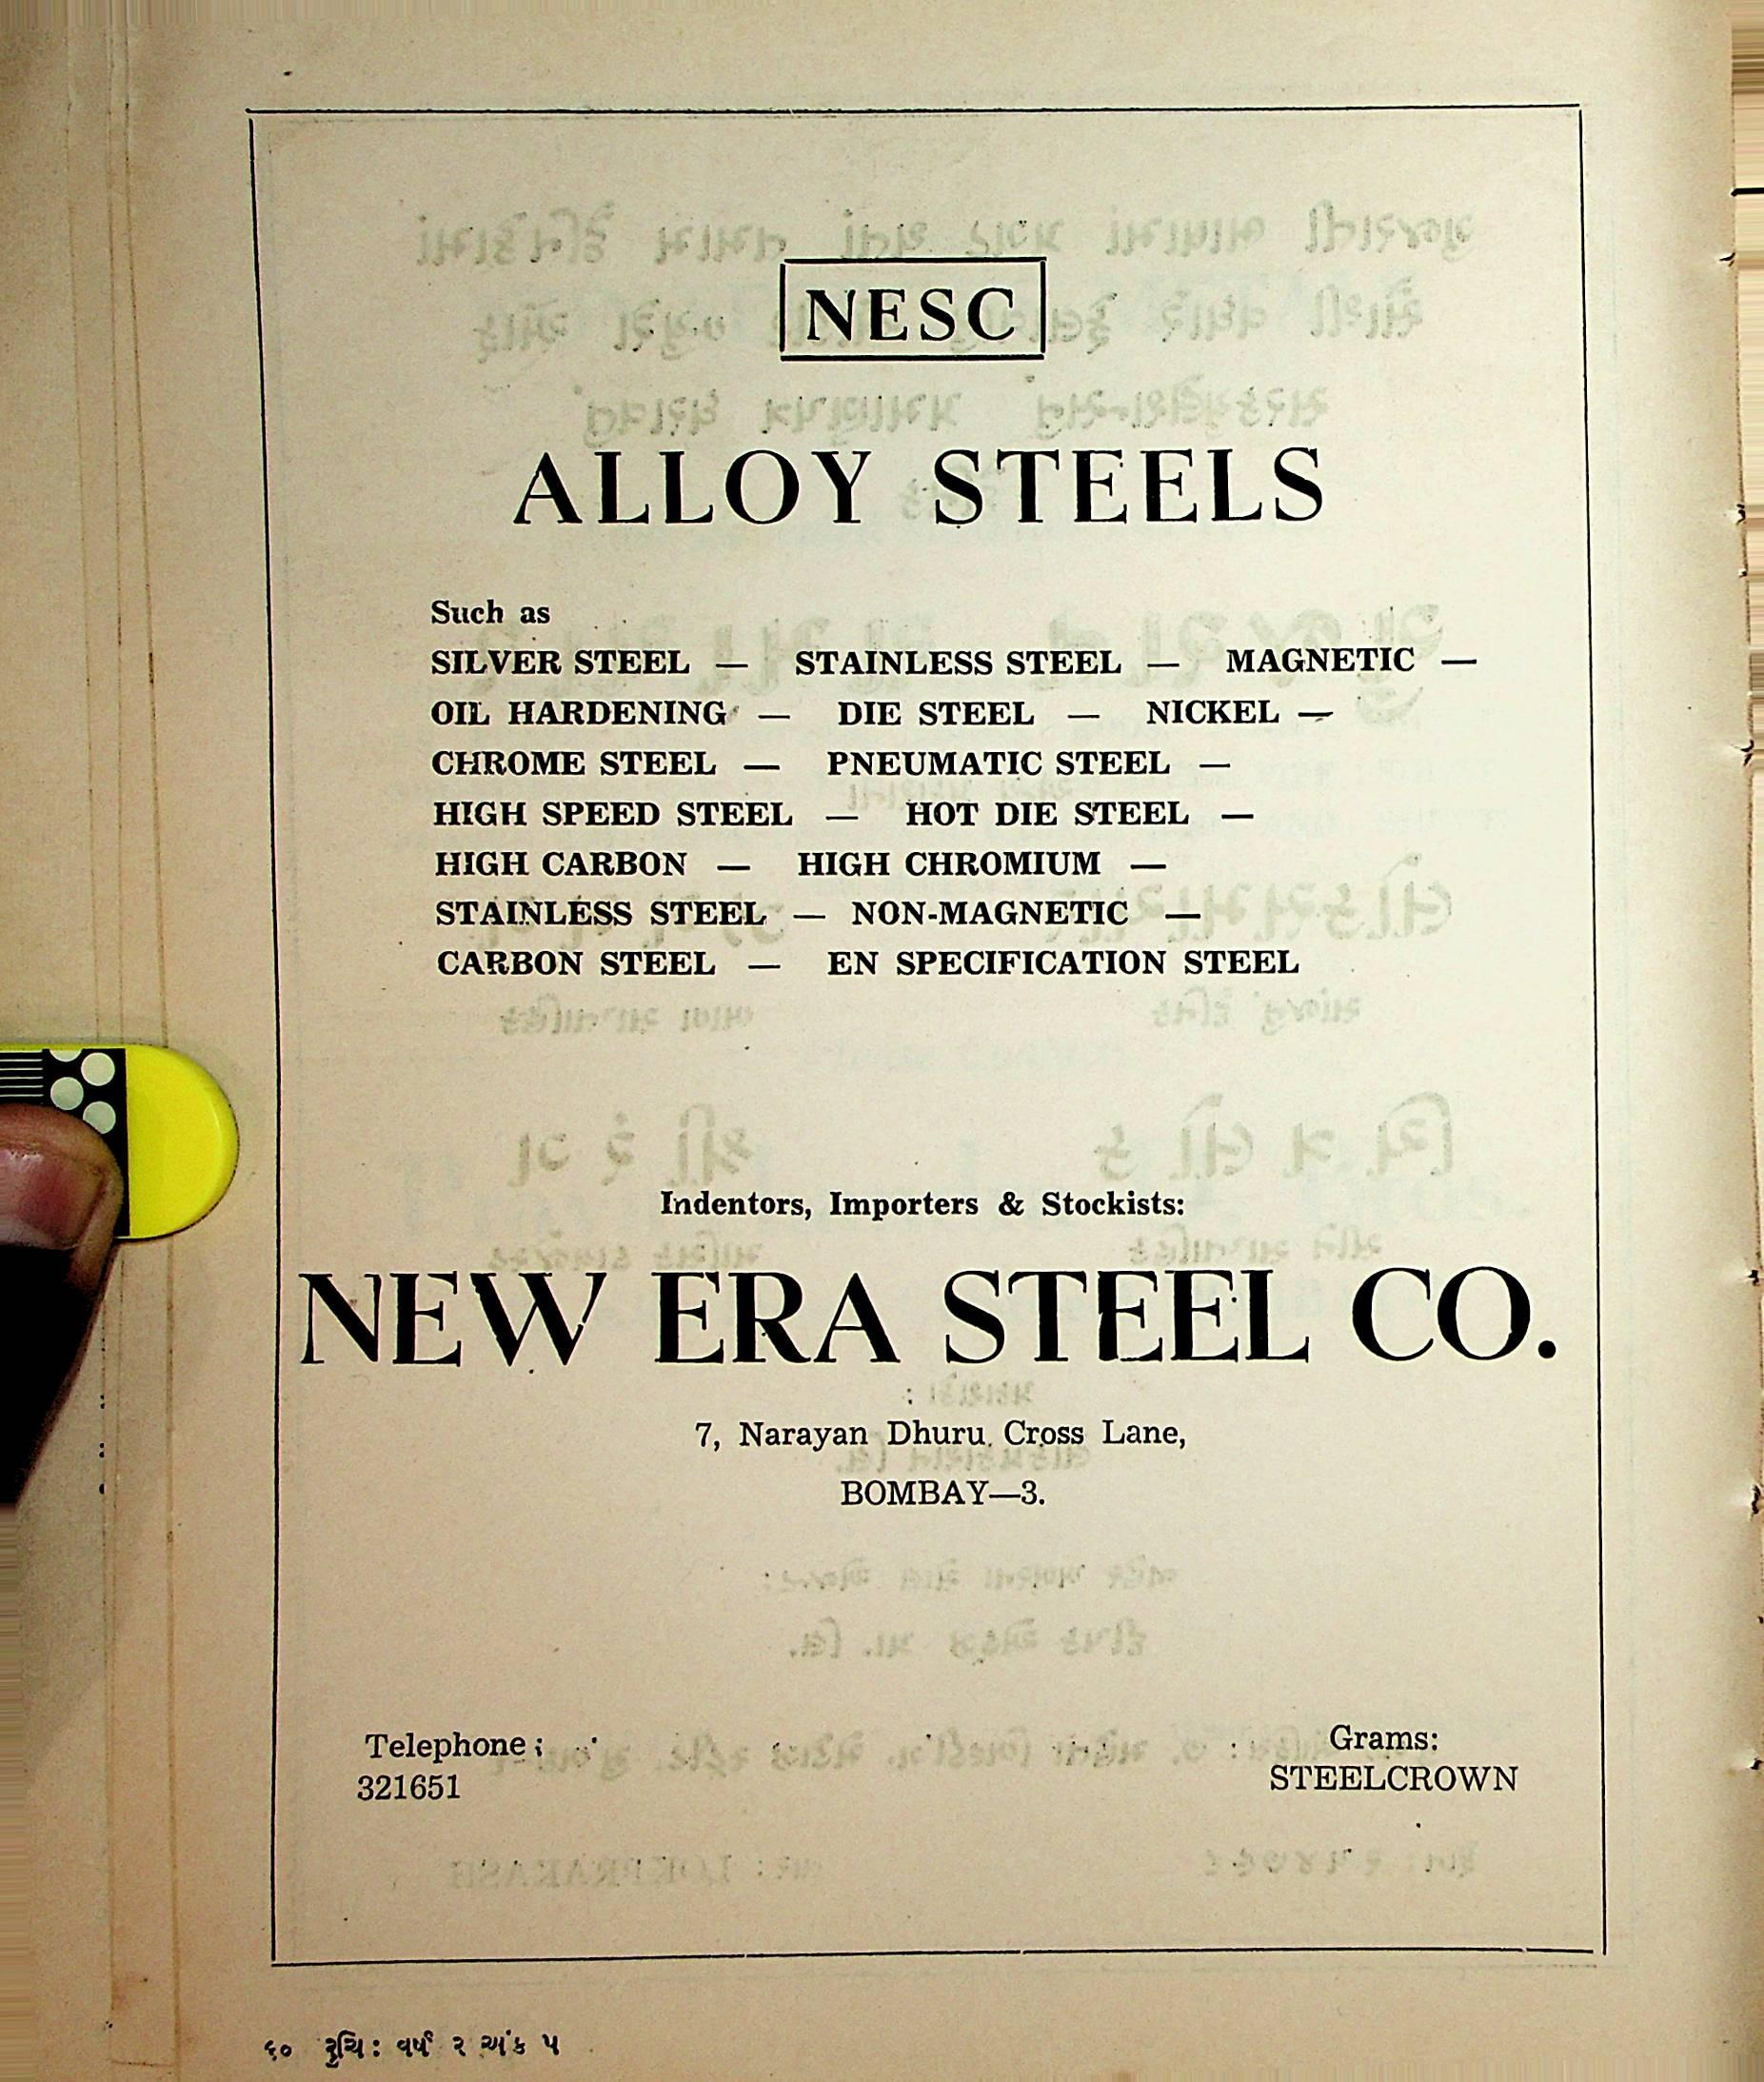 NESC
ALLOY STEELS
Such as
SILVER STEEL — STAINLESS STEEL — MAGNETIC —
OIL HARDENING — DIE STEEL — NICKEL —
CHROME STEEL — PNEUMATIC STEEL —
HIGH SPEED STEEL — HOT DIE STEEL —
HIGH CARBON — HIGH CHROMIUM —
STAINLESS STEEL — NON-MAGNETIC —
CARBON STEEL — EN SPECIFICATION STEEL
Indentors, Importers & Stockists:
NEW ERA STEEL CO.
7, Narayan Dhuru Cross Lane,
BOMBAY—3.
Telephone:
321651
Grams:
STEELCROWN
૬૦ રુચિ: વર્ષ ૨ અંક ૫